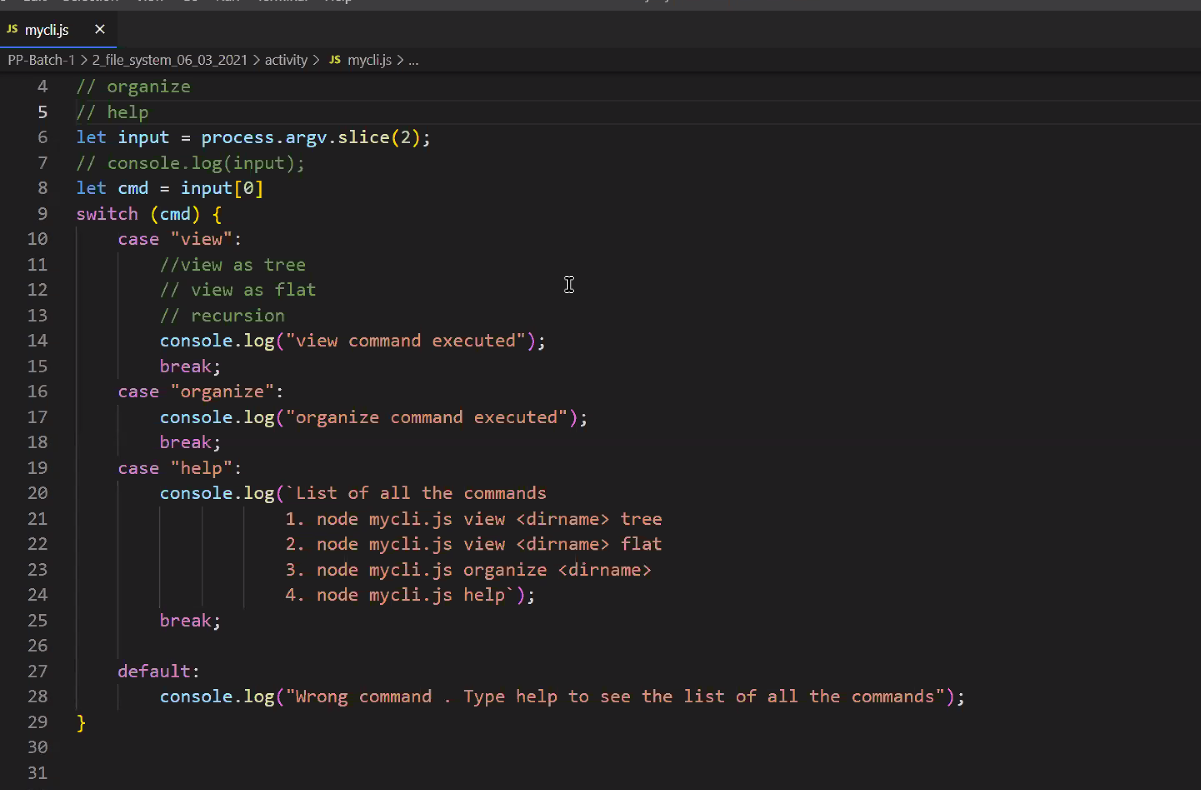 JS mycli.js ×
PP-Batch-1 > 2_file_system_06_03_2021 > activity > JS mycli.js > ...
4 // organize
5 // help
6 let input = process.argv.slice(2);
7 // console.log(input);
8 let cmd = input[0]
9 switch (cmd) {
10 case "view":
11 //view as tree
12 // view as flat
13 // recursion
14 console.log("view command executed");
15 break;
16 case "organize":
17 console.log("organize command executed");
18 break;
19 case "help":
20 console.log(`List of all the commands
21 1. node mycli.js view <dirname> tree
22 2. node mycli.js view <dirname> flat
23 3. node mycli.js organize <dirname>
24 4. node mycli.js help`);
25 break;
26
27 default:
28 console.log("Wrong command . Type help to see the list of all the commands");
29 }
30
31